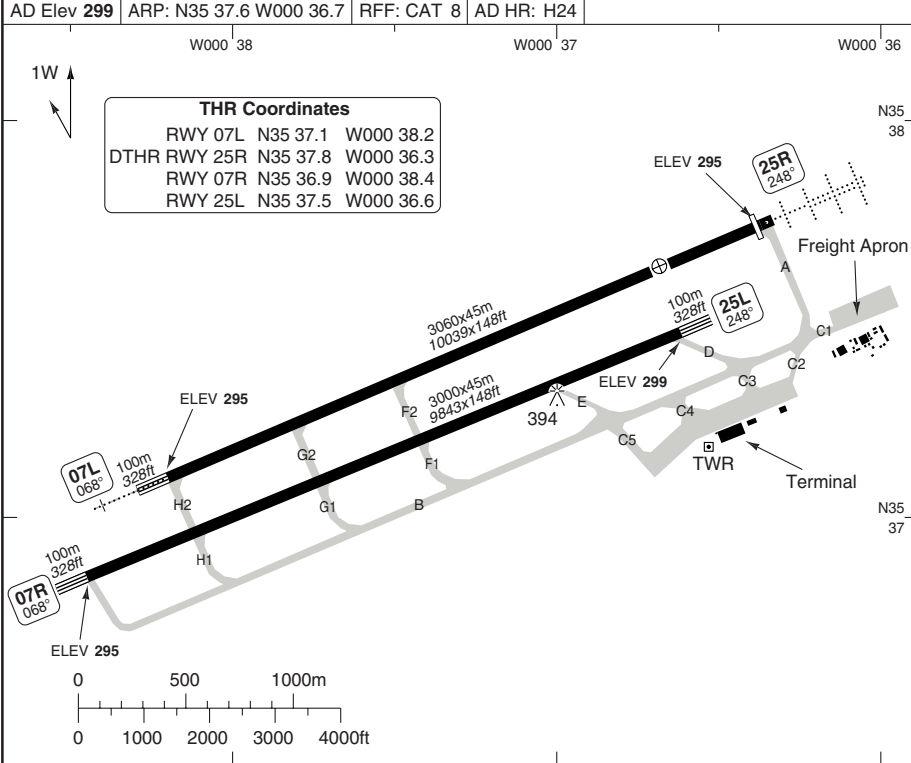 AD Elev 299 ARP: N35 37.6 W000 36.7 RFF: CAT 8 AD HR: H24
W000 38 W000 37 W000 36
1W
THR Coordinates
RWY 07L N35 37.1 W000 38.2
DTHR RWY 25R N35 37.8 W000 36.3
RWY 07R N35 36.9 W000 38.4
RWY 25L N35 37.5 W000 36.6
N35
38
ELEV 295
25R
248°
Freight Apron
A
3060x45m
10039x148ft
100m
328ft
25L
248°
C1
D
C2
ELEV 299
C3
3000x45m
9843x148ft
ELEV 295
F2
394
E
C4
C5
G2
07L
068°
100m
328ft
F1
TWR
Terminal
H2
G1
B
N35
37
H1
100m
328ft
07R
068°
ELEV 295
0 500 1000m
0 1000 2000 3000 4000ft